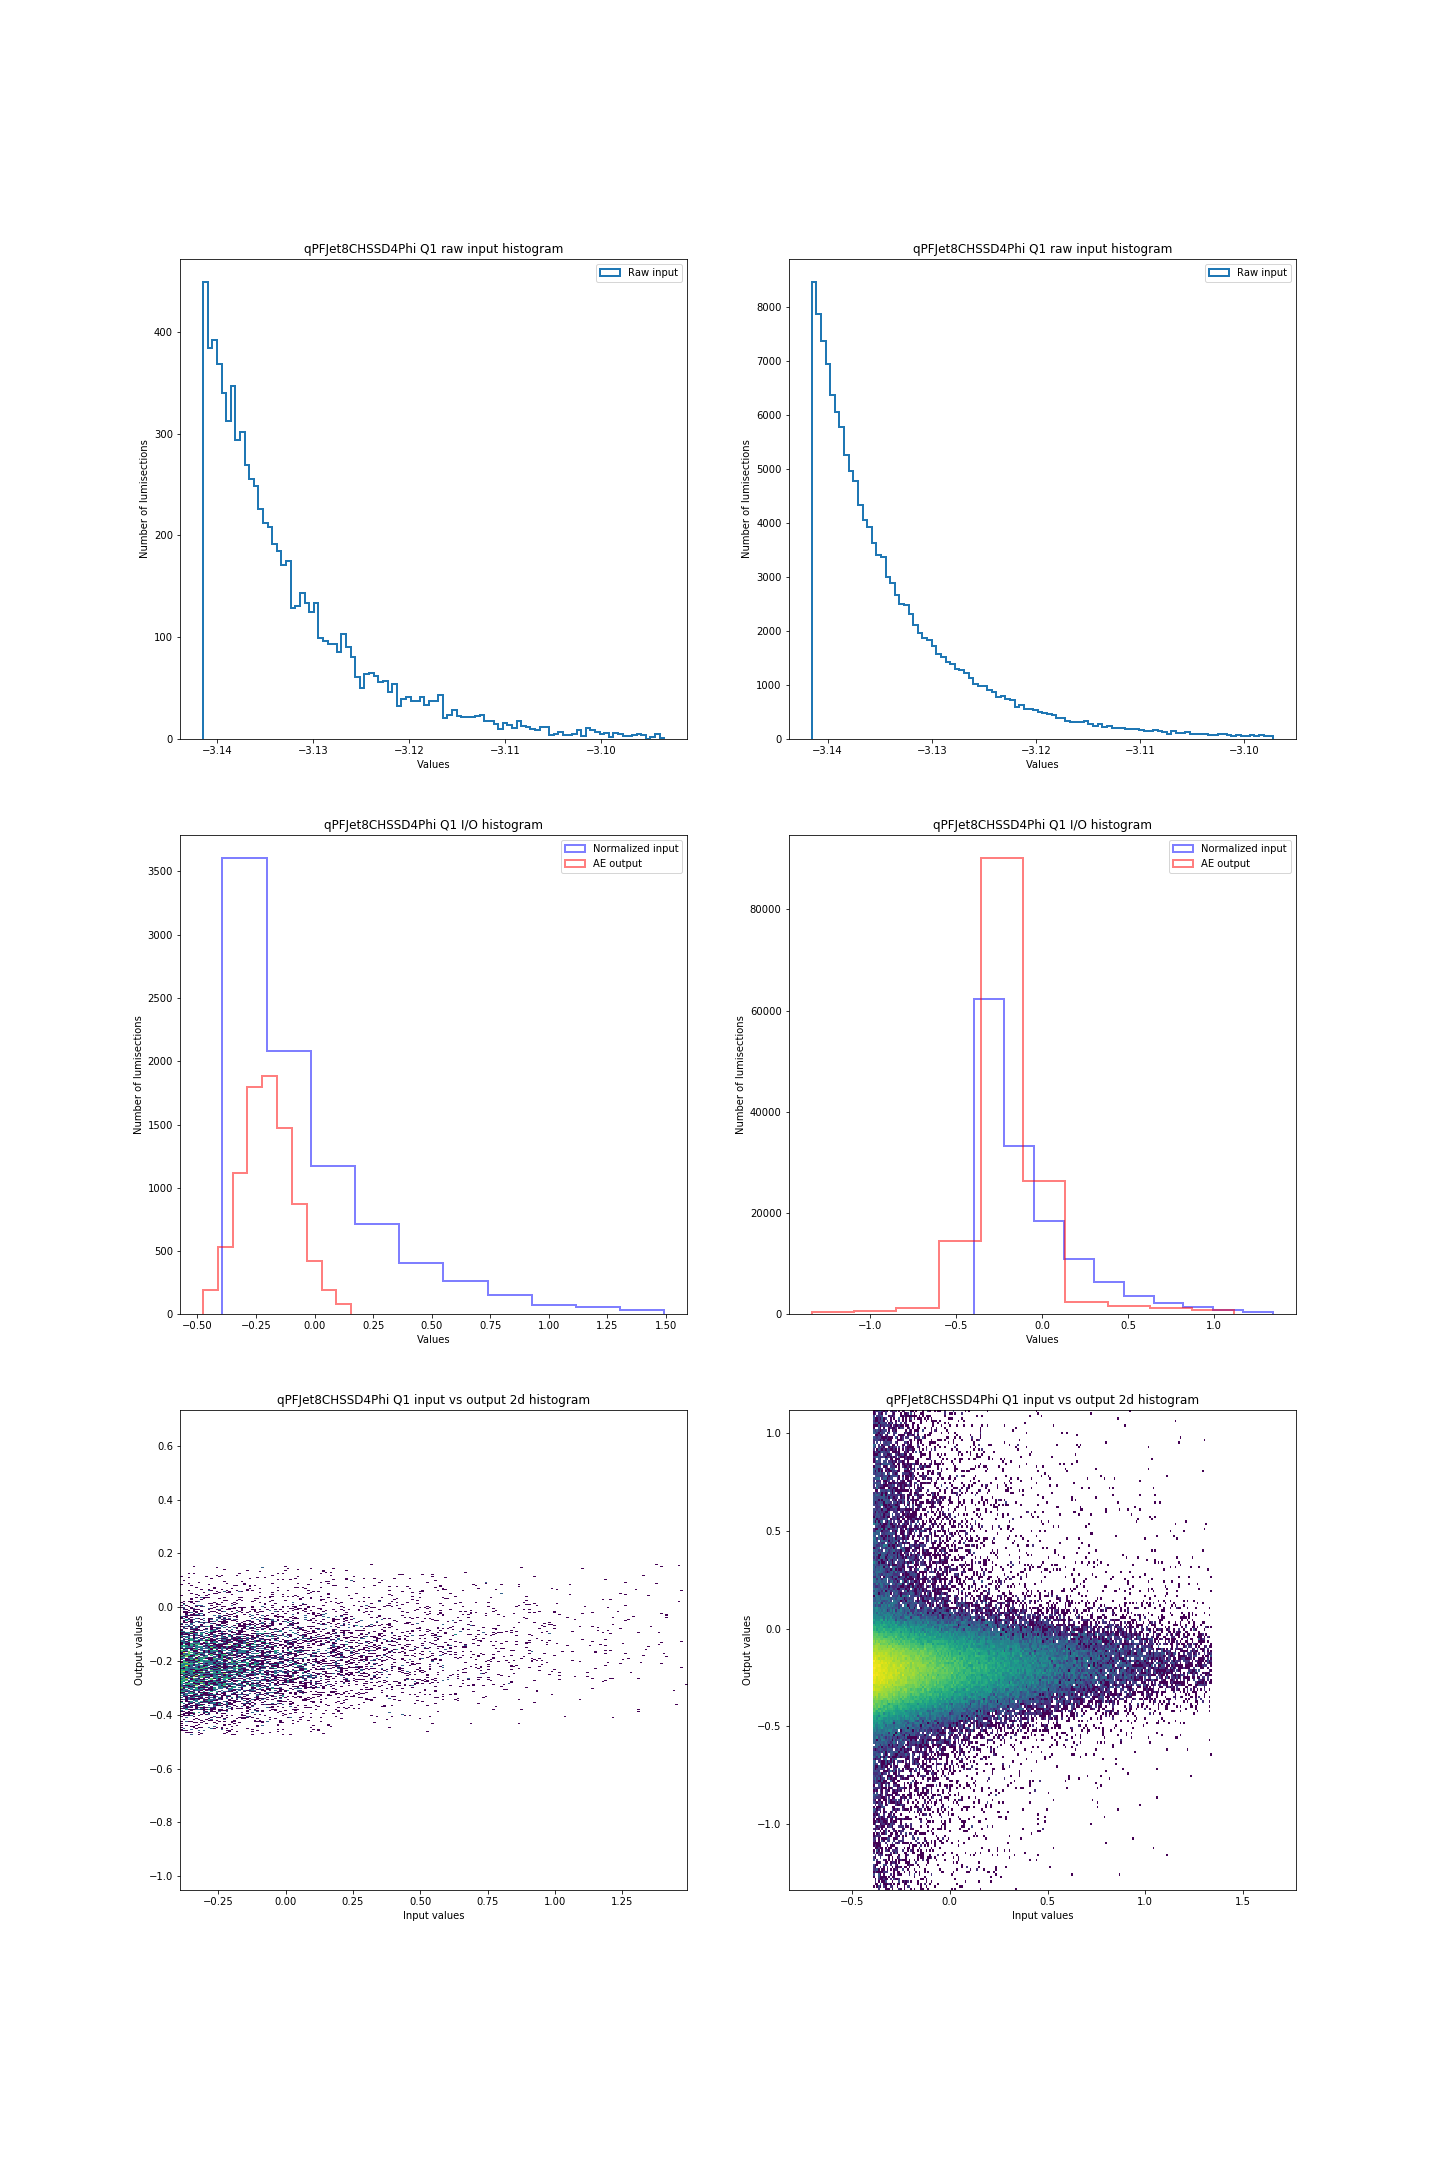 qPFJet8CHSSD4Phi Q1 raw input histogram
Raw input
400
300
200
100
0
Number of lumisections
−3.14 −3.13 −3.12 −3.11 −3.10
Values
qPFJet8CHSSD4Phi Q1 raw input histogram
Raw input
8000
7000
6000
5000
4000
3000
2000
1000
0
Number of lumisections
−3.14 −3.13 −3.12 −3.11 −3.10
Values
qPFJet8CHSSD4Phi Q1 I/O histogram
Normalized input
AE output
3500
3000
2500
2000
1500
1000
500
0
Number of lumisections
−0.50 −0.25 0.00 0.25 0.50 0.75 1.00 1.25 1.50
Values
qPFJet8CHSSD4Phi Q1 I/O histogram
Normalized input
AE output
80000
60000
40000
20000
0
Number of lumisections
−1.0 −0.5 0.0 0.5 1.0
Values
qPFJet8CHSSD4Phi Q1 input vs output 2d histogram
0.6
0.4
0.2
0.0
−0.2
−0.4
−0.6
−0.8
−1.0
Output values
−0.25 0.00 0.25 0.50 0.75 1.00 1.25
Input values
qPFJet8CHSSD4Phi Q1 input vs output 2d histogram
1.0
0.5
0.0
−0.5
−1.0
Output values
−0.5 0.0 0.5 1.0 1.5
Input values